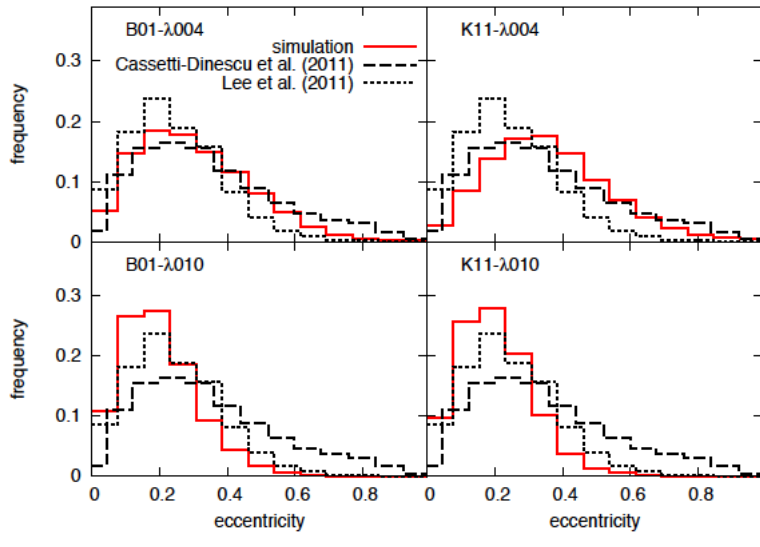 B01-λ004
K11-λ004
simulation
Cassetti-Dinescu et al. (2011)
Lee et al. (2011)
frequency
0.3
0.2
0.1
0
B01-λ010
K11-λ010
frequency
0.3
0.2
0.1
0
0 0.2 0.4 0.6 0.8 0 0.2 0.4 0.6 0.8
eccentricity eccentricity